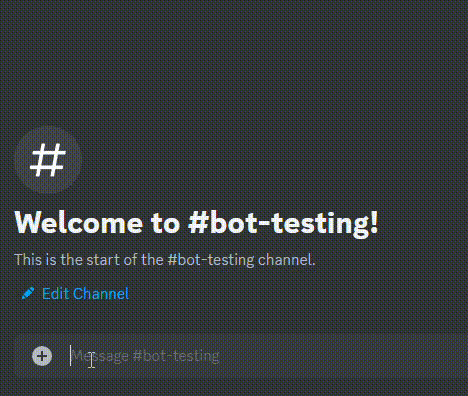 #
Welcome to #bot-testing!
This is the start of the #bot-testing channel.
Edit Channel
Message #bot-testing